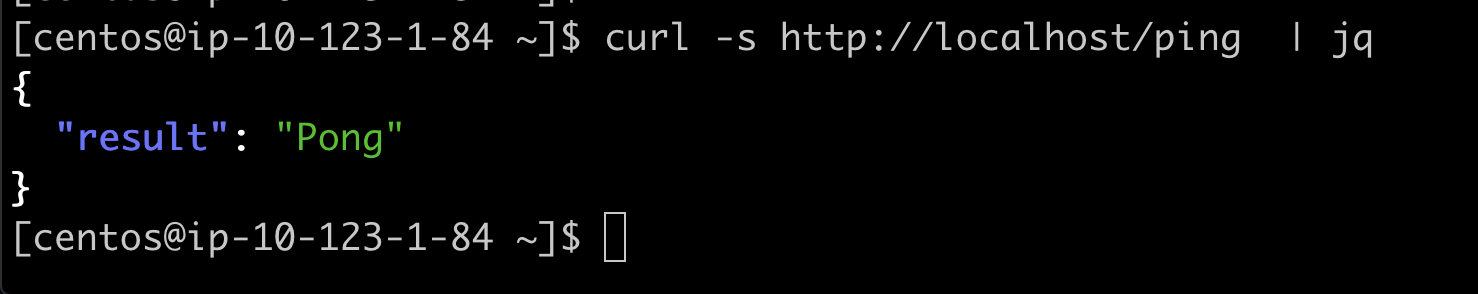 [centos@ip-10-123-1-84 ~]$ curl -s http://localhost/ping  | jq
{
  "result": "Pong"
}
[centos@ip-10-123-1-84 ~]$